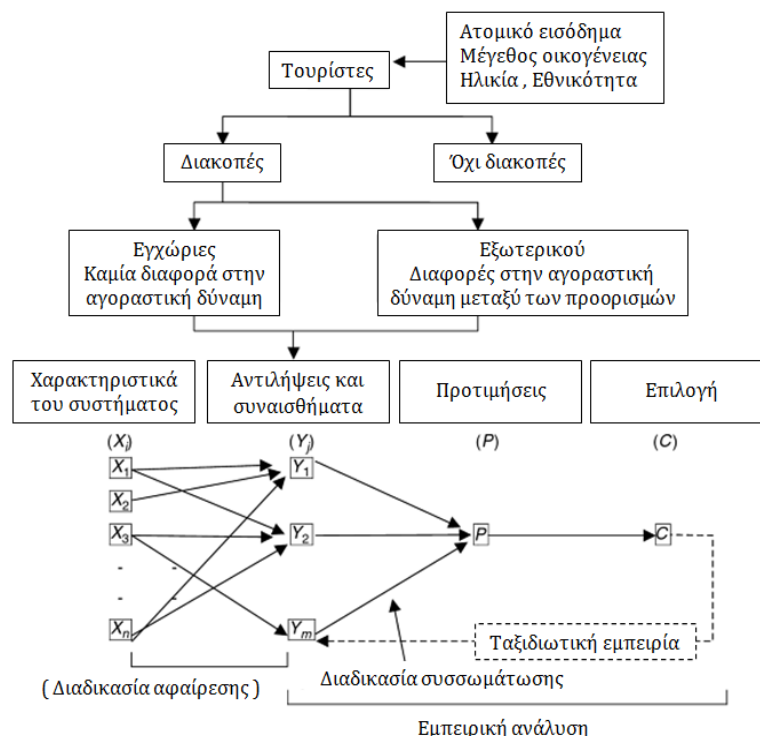 Ατομικό εισόδημα
Μέγεθος οικογένειας
Ηλικία , Εθνικότητα
Τουρίστες
Διακοπές
Όχι διακοπές
Εγχώριες
Καμία διαφορά στην
αγοραστική δύναμη
Εξωτερικού
Διαφορές στην αγοραστική
δύναμη μεταξύ των προορισμών
Χαρακτηριστικά
του συστήματος
Αντιλήψεις και
συναισθήματα
Προτιμήσεις
Επιλογή
(Xi)
(Yj)
(P)
(C)
X1
Y1
X2
X3
Y2
P
C
Xn
Ym
Ταξιδιωτική εμπειρία
( Διαδικασία αφαίρεσης )
Διαδικασία συσσωμάτωσης
Εμπειρική ανάλυση